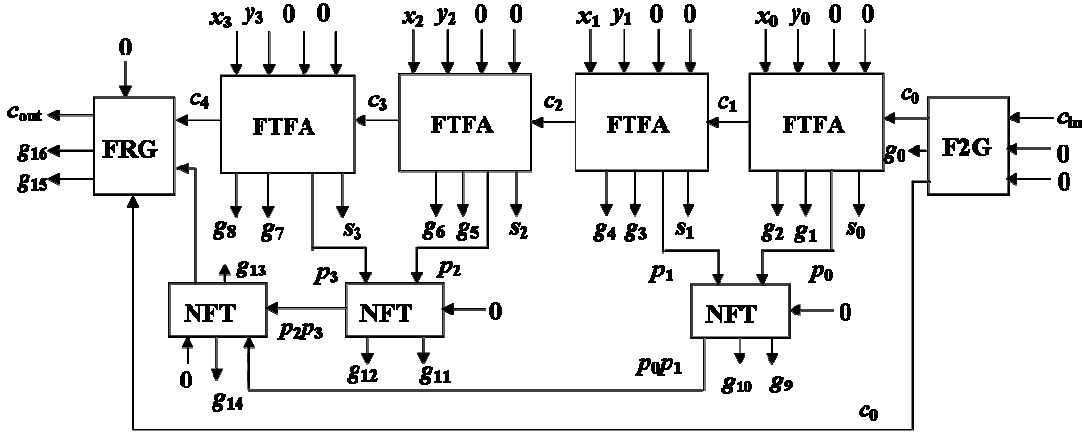 x₃ y₃ 0 0 x₂ y₂ 0 0 x₁ y₁ 0 0 x₀ y₀ 0 0
0
c₄ c₃ c₂ c₁ c₀
c_out FRG FTFA FTFA FTFA FTFA F2G c_in
g₁₆ g₀ 0
g₁₅ 0
g₈ g₇ s₃ g₆ g₅ s₂ g₄ g₃ s₁ g₂ g₁ s₀
g₁₃ p₃ p₂ p₁ p₀
NFT NFT 0 NFT 0
p₂p₃
0 g₁₄ g₁₂ g₁₁ p₀p₁ g₁₀ g₉
c₀